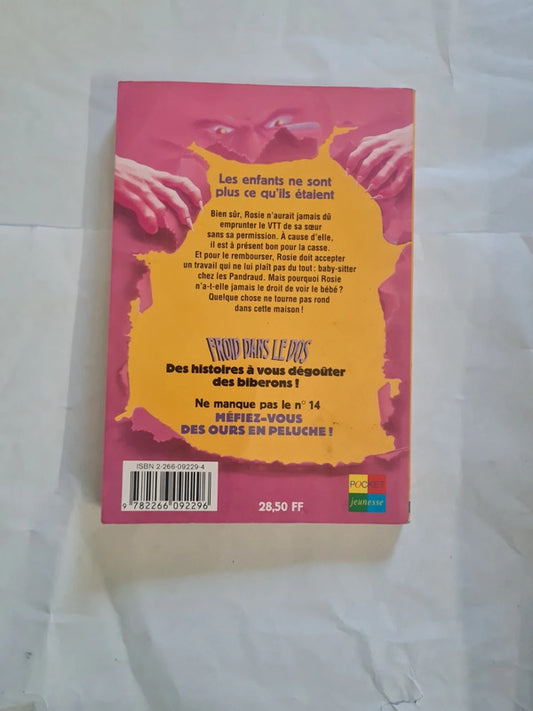 Les enfants ne sont
plus ce qu'ils étaient
Bien sûr, Rosie n'aurait jamais dû
emprunter le VTT de sa sœur
sans sa permission. À cause d'elle,
il est à présent bon pour la casse.
Et pour le rembourser, Rosie doit accepter
un travail qui ne lui plaît pas du tout : baby-sitter
chez les Pandraud. Mais pourquoi Rosie
n'a-t-elle jamais le droit de voir le bébé ?
Quelque chose ne tourne pas rond
dans cette maison !
FROID DANS LE DOS
Des histoires à vous dégoûter
des biberons !
Ne manque pas le n° 14
MÉFIEZ-VOUS
DES OURS EN PELUCHE !
ISBN 2-266-09229-4
9 782266 092296
28,50 FF
POCKET
jeunesse